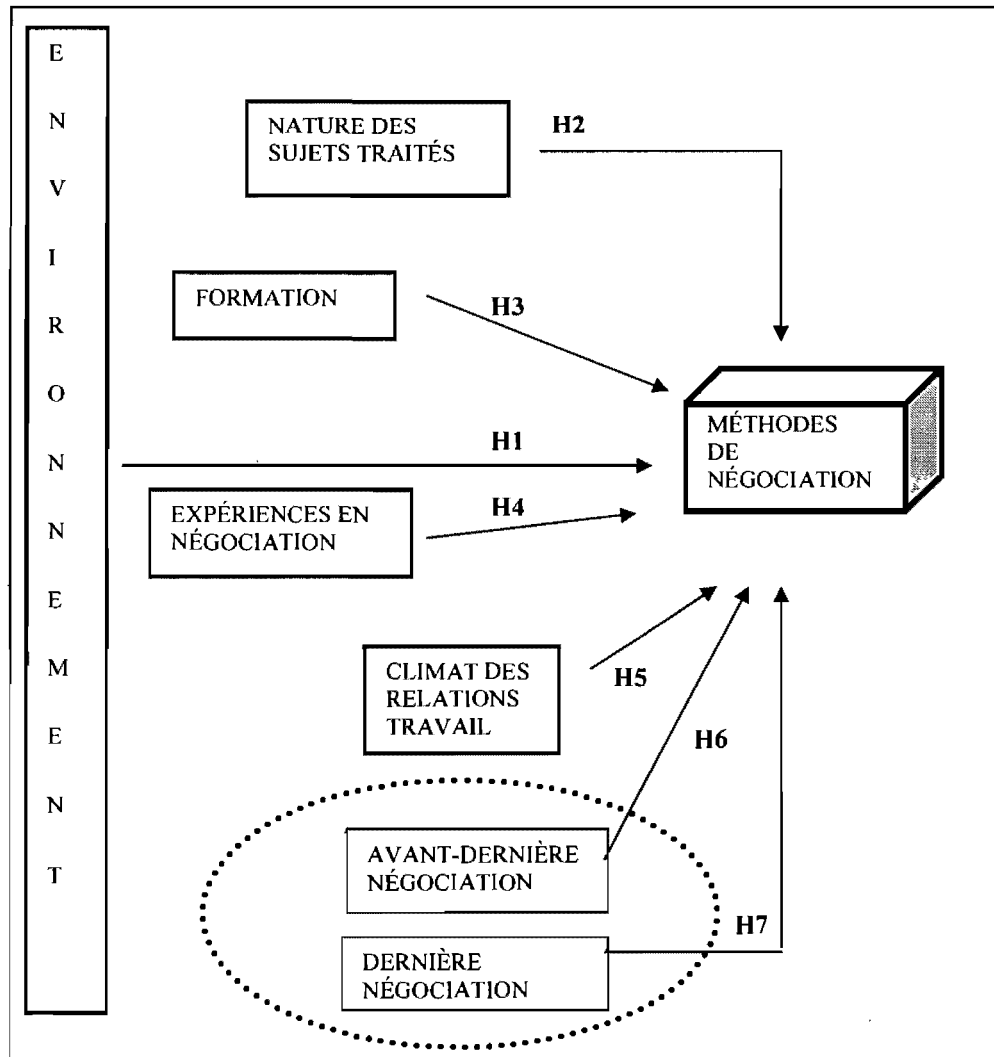 ENVIRONNEMENT
NATURE DES
SUJETS TRAITÉS
H2
FORMATION
H3
H1
MÉTHODES
DE
NÉGOCIATION
EXPÉRIENCES EN
NÉGOCIATION
H4
CLIMAT DES
RELATIONS
TRAVAIL
H5
H6
AVANT-DERNIÈRE
NÉGOCIATION
H7
DERNIÈRE
NÉGOCIATION